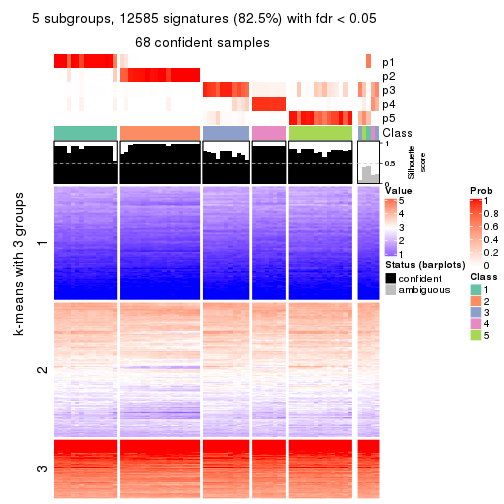 5 subgroups, 12585 signatures (82.5%) with fdr < 0.05
68 confident samples
p1
p2
p3
p4
p5
Class
1
0.5
0
Silhouette
score
k-means with 3 groups
1
2
3
Value
5
4
3
2
1
Status (barplots)
confident
ambiguous
Prob
1
0.8
0.6
0.4
0.2
0
Class
1
2
3
4
5